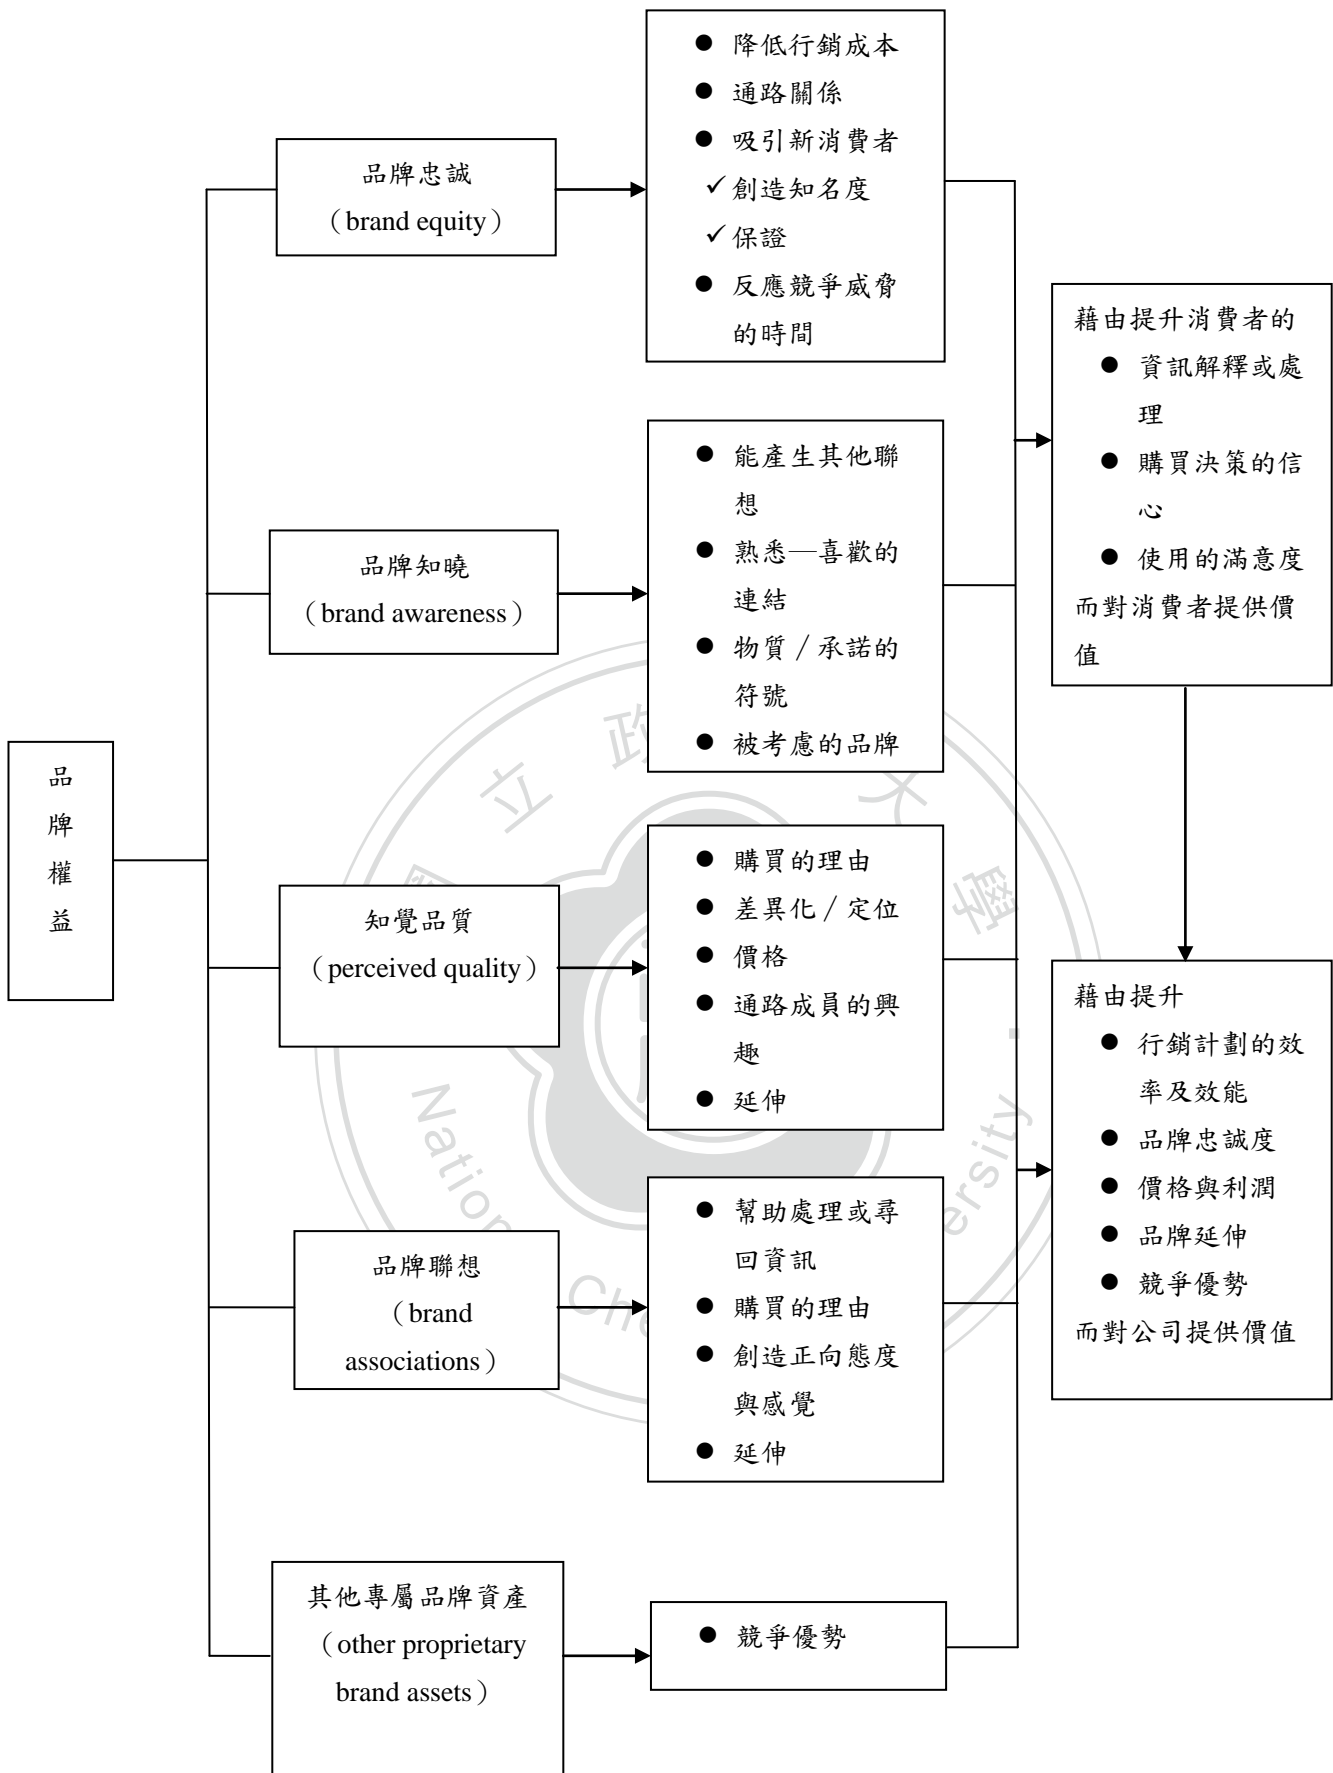 品
牌
權
益
品牌忠誠
（brand equity）
● 降低行銷成本
● 通路關係
● 吸引新消費者
✓創造知名度
✓保證
● 反應競爭威脅
的時間
品牌知曉
（brand awareness）
● 能產生其他聯
想
● 熟悉—喜歡的
連結
● 物質／承諾的
符號
● 被考慮的品牌
知覺品質
（perceived quality）
● 購買的理由
● 差異化／定位
● 價格
● 通路成員的興
趣
● 延伸
品牌聯想
（brand
associations）
● 幫助處理或尋
回資訊
● 購買的理由
● 創造正向態度
與感覺
● 延伸
其他專屬品牌資產
（other proprietary
brand assets）
● 競爭優勢
藉由提升消費者的
● 資訊解釋或處
理
● 購買決策的信
心
● 使用的滿意度
而對消費者提供價
值
藉由提升
● 行銷計劃的效
率及效能
● 品牌忠誠度
● 價格與利潤
● 品牌延伸
● 競爭優勢
而對公司提供價值
立 政 大 學